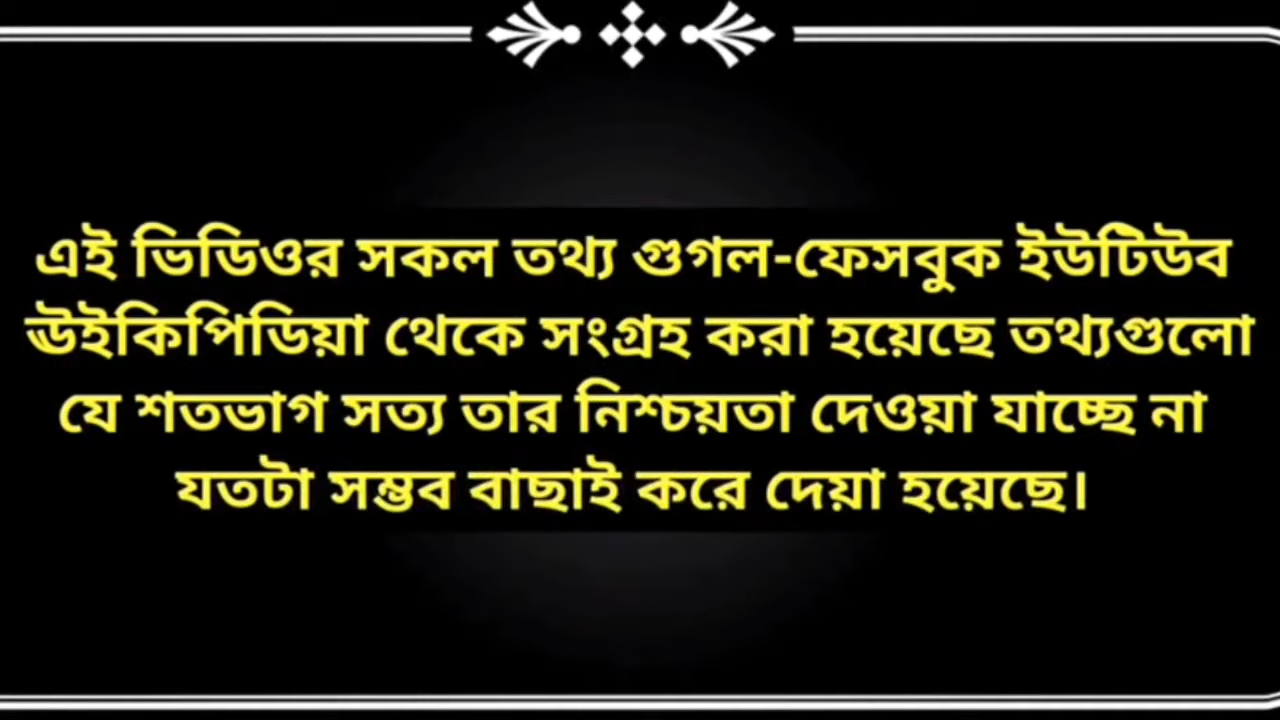 এই ভিডিওর সকল তথ্য গুগল-ফেসবুক ইউটিউব
ঊইকিপিডিয়া থেকে সংগ্রহ করা হয়েছে তথ্যগুলো
যে শতভাগ সত্য তার নিশ্চয়তা দেওয়া যাচ্ছে না
যতটা সম্ভব বাছাই করে দেয়া হয়েছে।